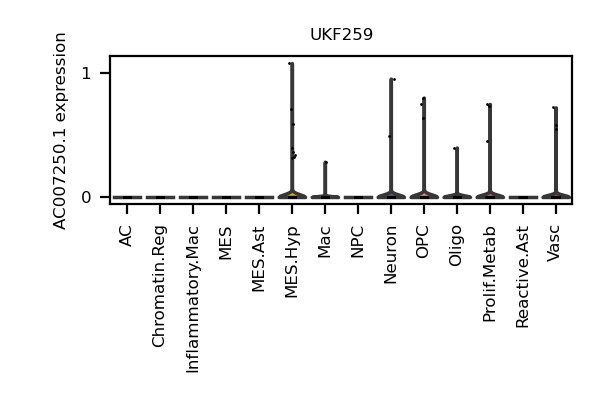 UKF259
AC007250.1 expression
1
0
AC
Chromatin.Reg
Inflammatory.Mac
MES
MES.Ast
MES.Hyp
Mac
NPC
Neuron
OPC
Oligo
Prolif.Metab
Reactive.Ast
Vasc